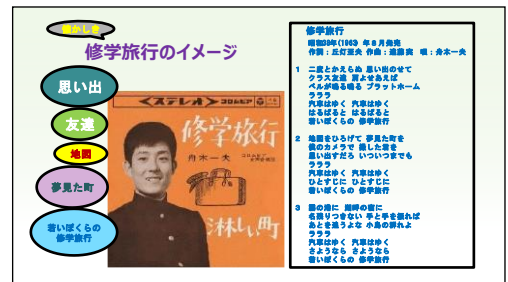 懐かしき
修学旅行のイメージ
思い出
友達
地図
夢見た町
若いぼくらの
修学旅行
<ステレオ> コロムビア
修学旅行
舟木一夫
淋しい町
修学旅行
昭和38年(1963) 年8月発売
作詞:丘灯至夫 作曲:遠藤実 唄:舟木一夫
1 二度とかえらぬ 思い出のせて
クラス友達 肩よせあえば
ベルが鳴る鳴る プラットホーム
ラララ
汽車はゆく 汽車はゆく
はるばると はるばると
若いぼくらの 修学旅行
2 地図をひろげて 夢見た町を
僕のカメラで 撮した君を
思い出すだろ いついつまでも
ラララ
汽車はゆく 汽車はゆく
ひとすじに ひとすじに
若いぼくらの 修学旅行
3 霧の港に 湖畔の宿に
名残りつきない 手と手を振れば
あとを追うよな 小鳥の群れよ
ラララ
汽車はゆく 汽車はゆく
さようなら さようなら
若いぼくらの 修学旅行